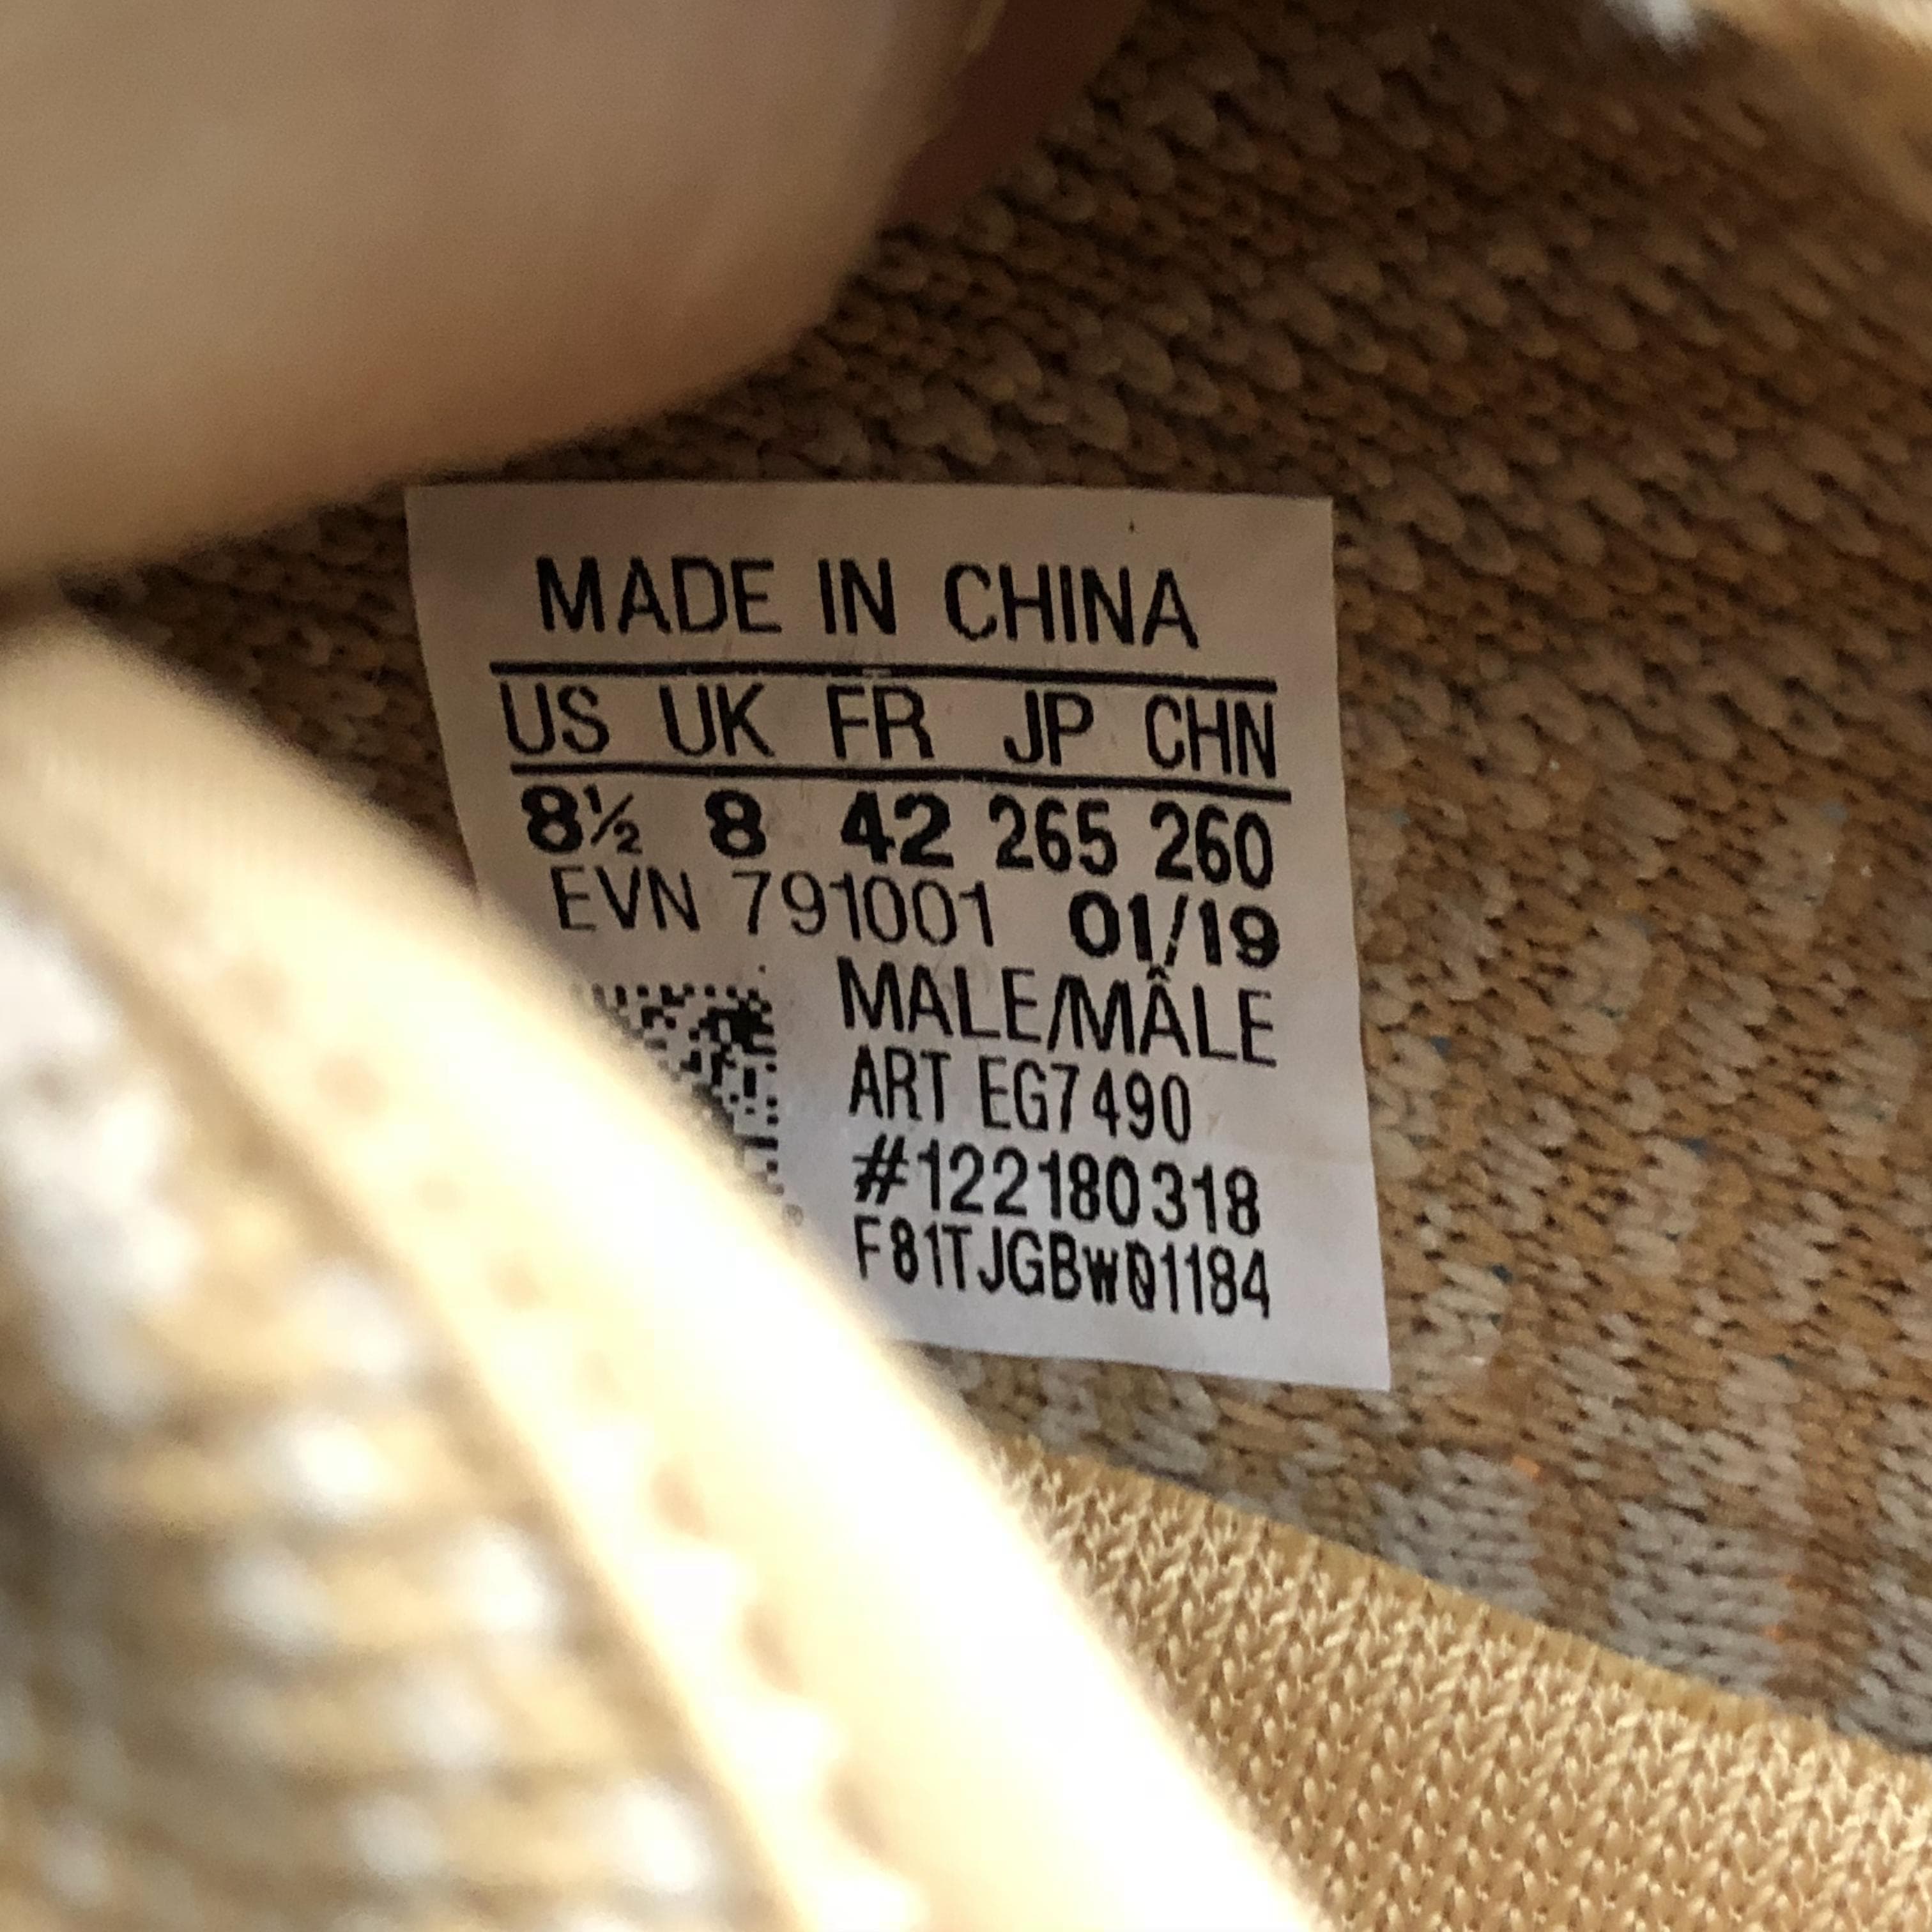 MADE IN CHINA
US UK FR JP CHN
8½ 8 42 265 260
EVN 791001 01/19
MALE/MÂLE
ART EG7490
#122180318
F81TJGBW01184